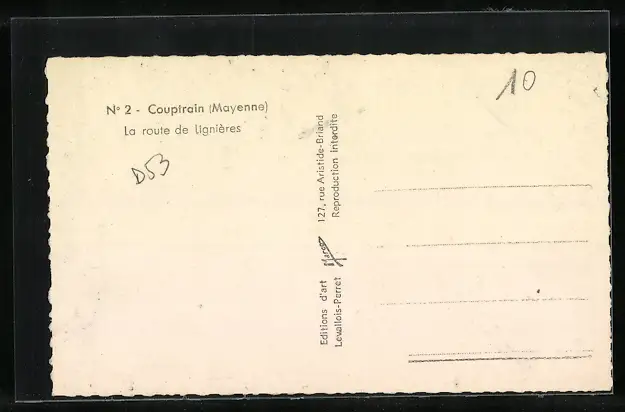 N° 2 - Couptrain (Mayenne)
La route de Lignières
D53
10
Editions d'art
Levallois-Perret
127, rue Aristide-Briand
Reproduction interdite